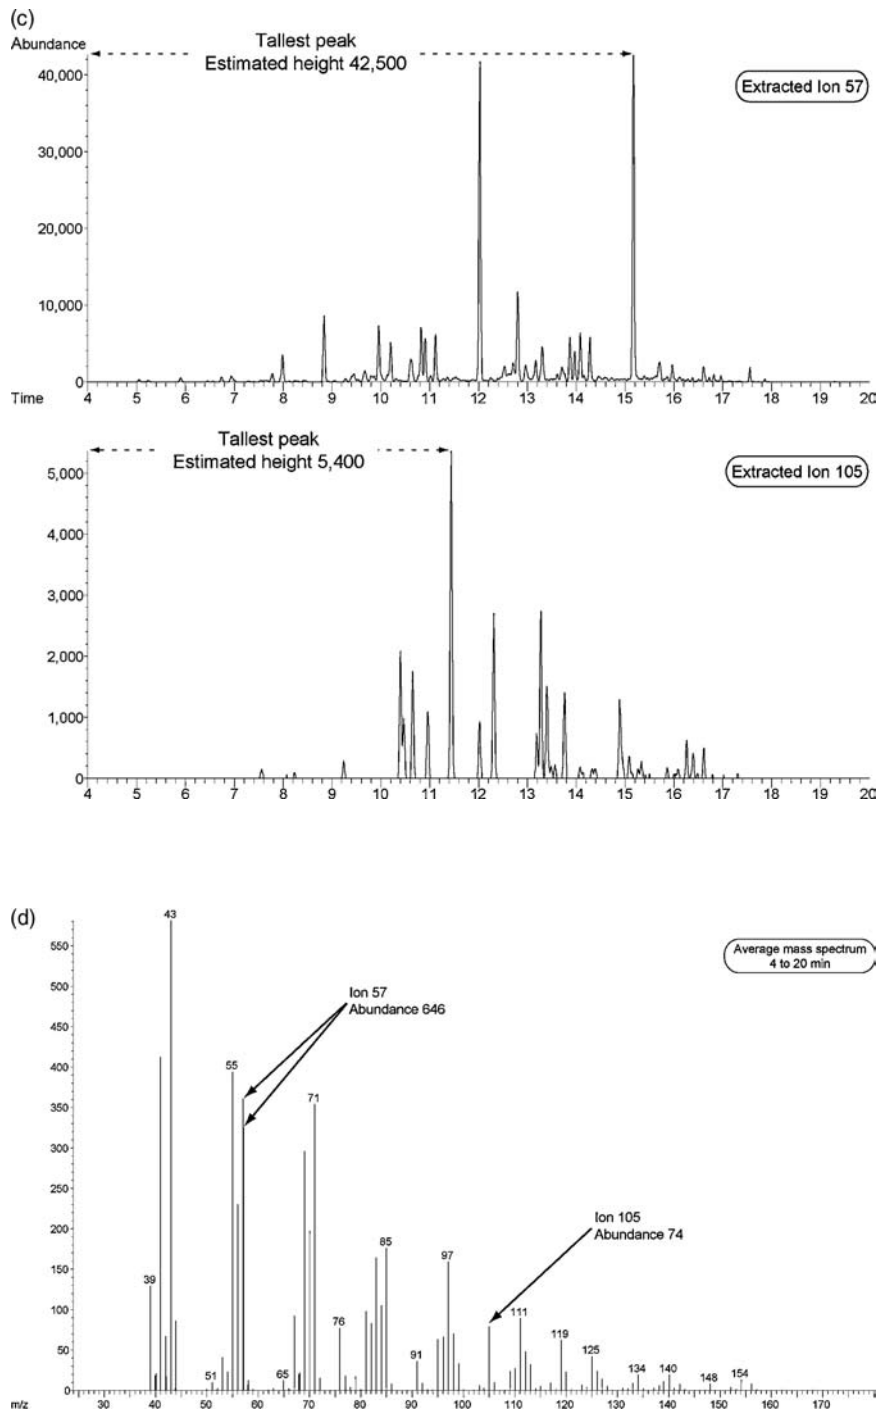 (c)
Abundance
Tallest peak
Estimated height 42,500
Extracted Ion 57
40,000
30,000
20,000
10,000
0
Time
4 5 6 7 8 9 10 11 12 13 14 15 16 17 18 19 20
Tallest peak
Estimated height 5,400
Extracted Ion 105
5,000
4,000
3,000
2,000
1,000
0
4 5 6 7 8 9 10 11 12 13 14 15 16 17 18 19 20
(d)
43
Average mass spectrum
4 to 20 min
550
500
Ion 57
Abundance 646
450
400
55
71
350
300
250
Ion 105
Abundance 74
200
85
97
150
39
111
100
76
119
50
91
125
51
65
134
140
148
154
0
m/z
30 40 50 60 70 80 90 100 110 120 130 140 150 160 170